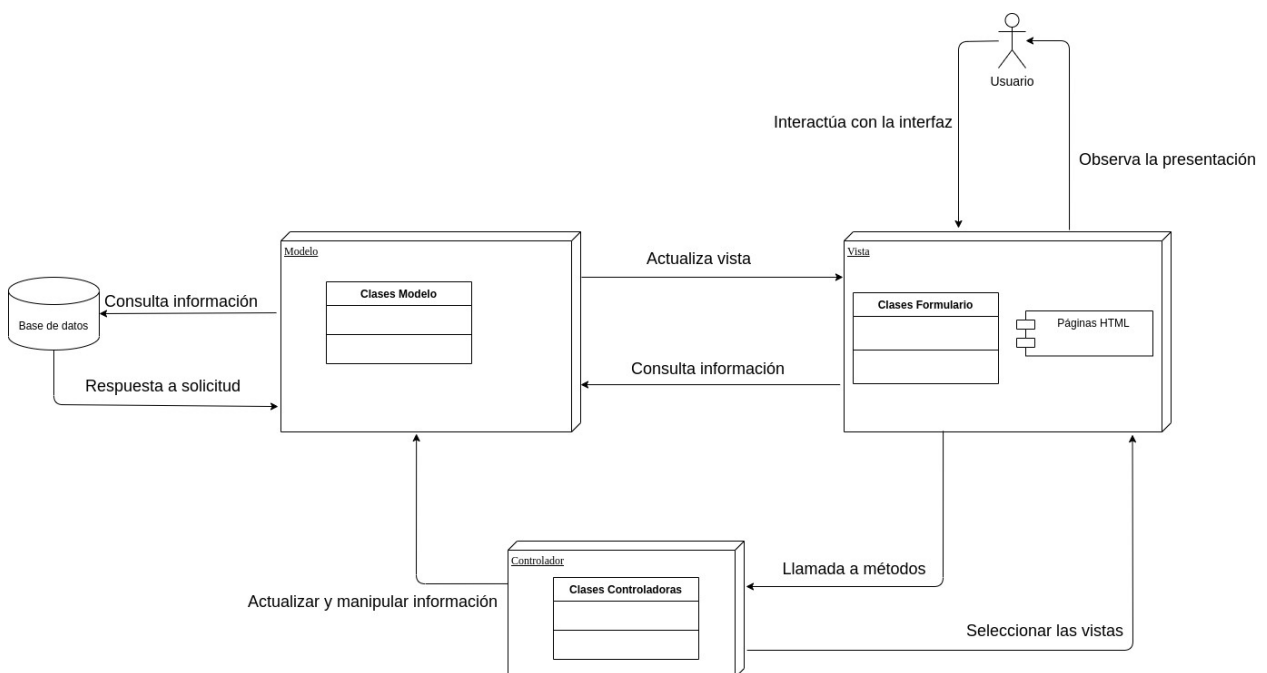 Usuario
Interactúa con la interfaz
Observa la presentación
Modelo
Clases Modelo
Actualiza vista
Vista
Clases Formulario
Páginas HTML
Base de datos
Consulta información
Respuesta a solicitud
Consulta información
Controlador
Clases Controladoras
Llamada a métodos
Actualizar y manipular información
Seleccionar las vistas